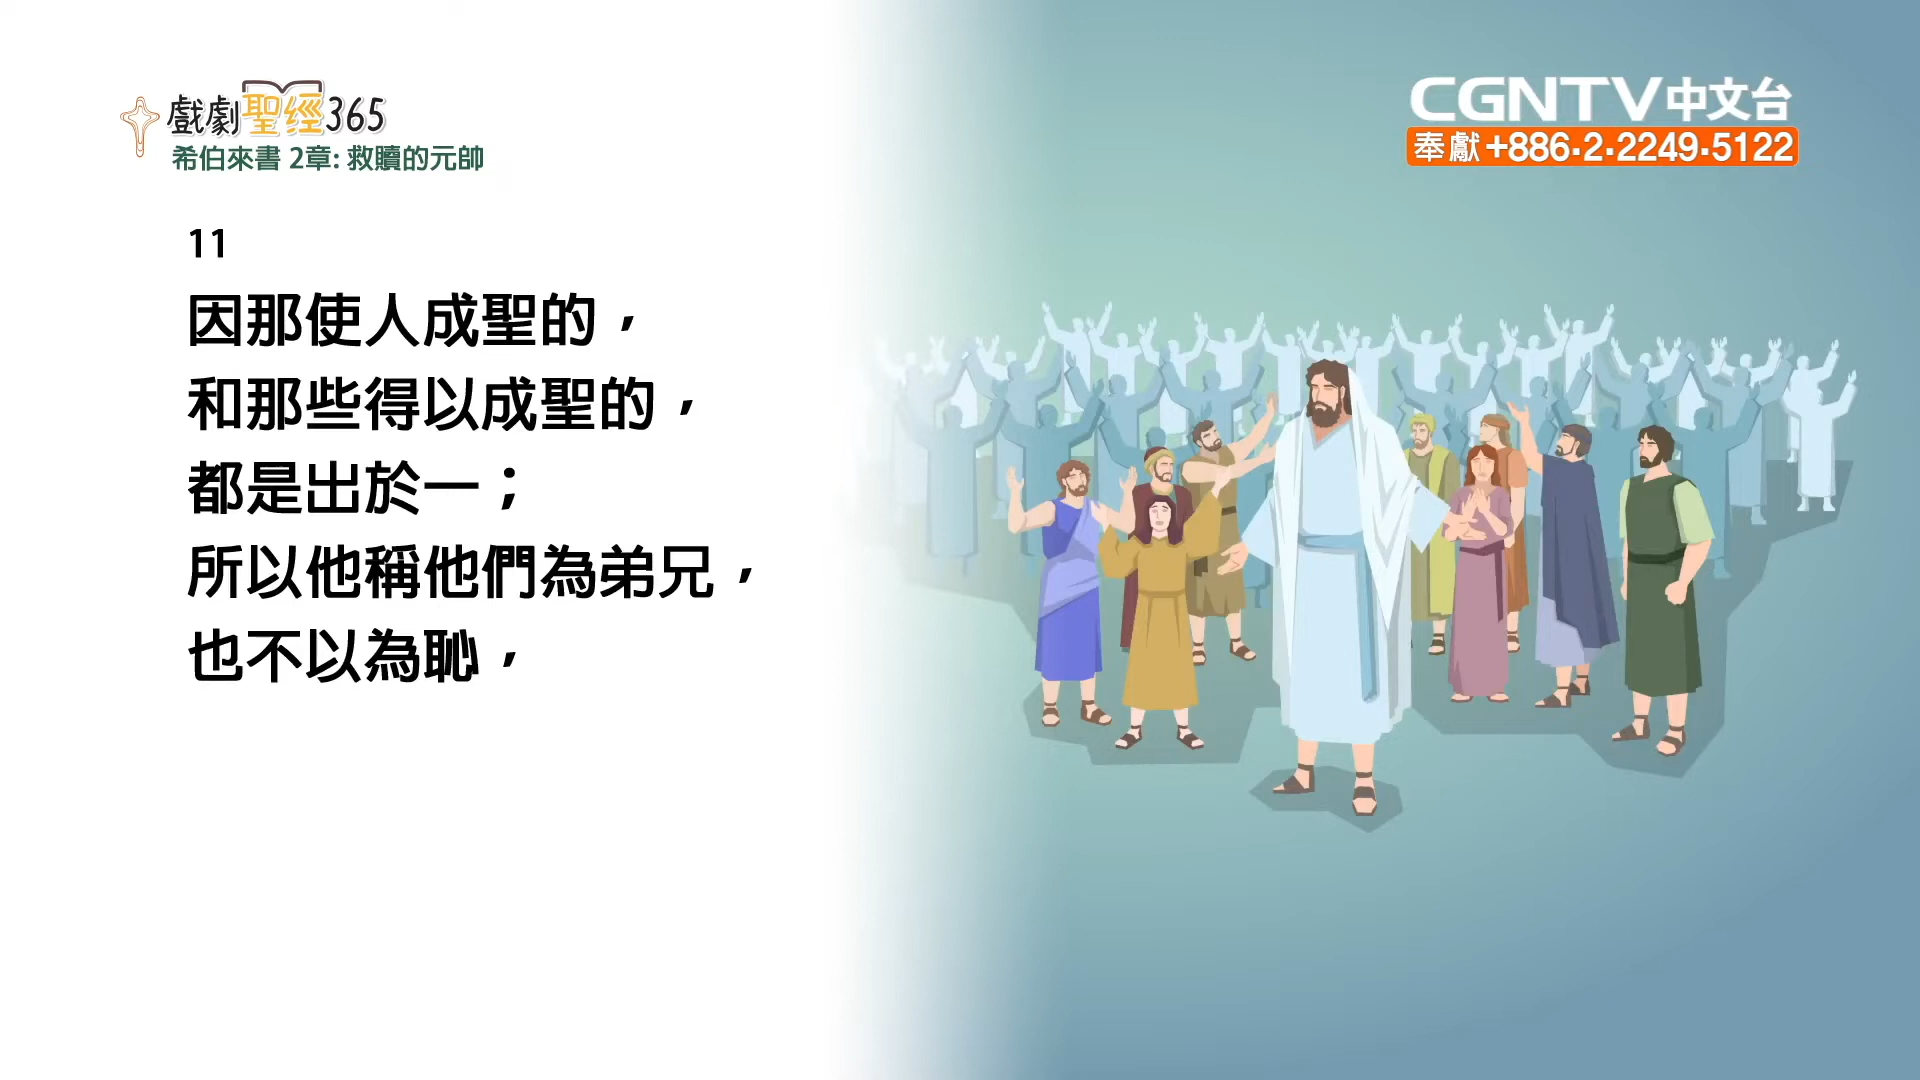 戲劇聖經365
希伯來書 2章: 救贖的元帥
CGNTV中文台
奉獻 +886·2·2249·5122
11
因那使人成聖的，
和那些得以成聖的，
都是出於一；
所以他稱他們為弟兄，
也不以為恥，